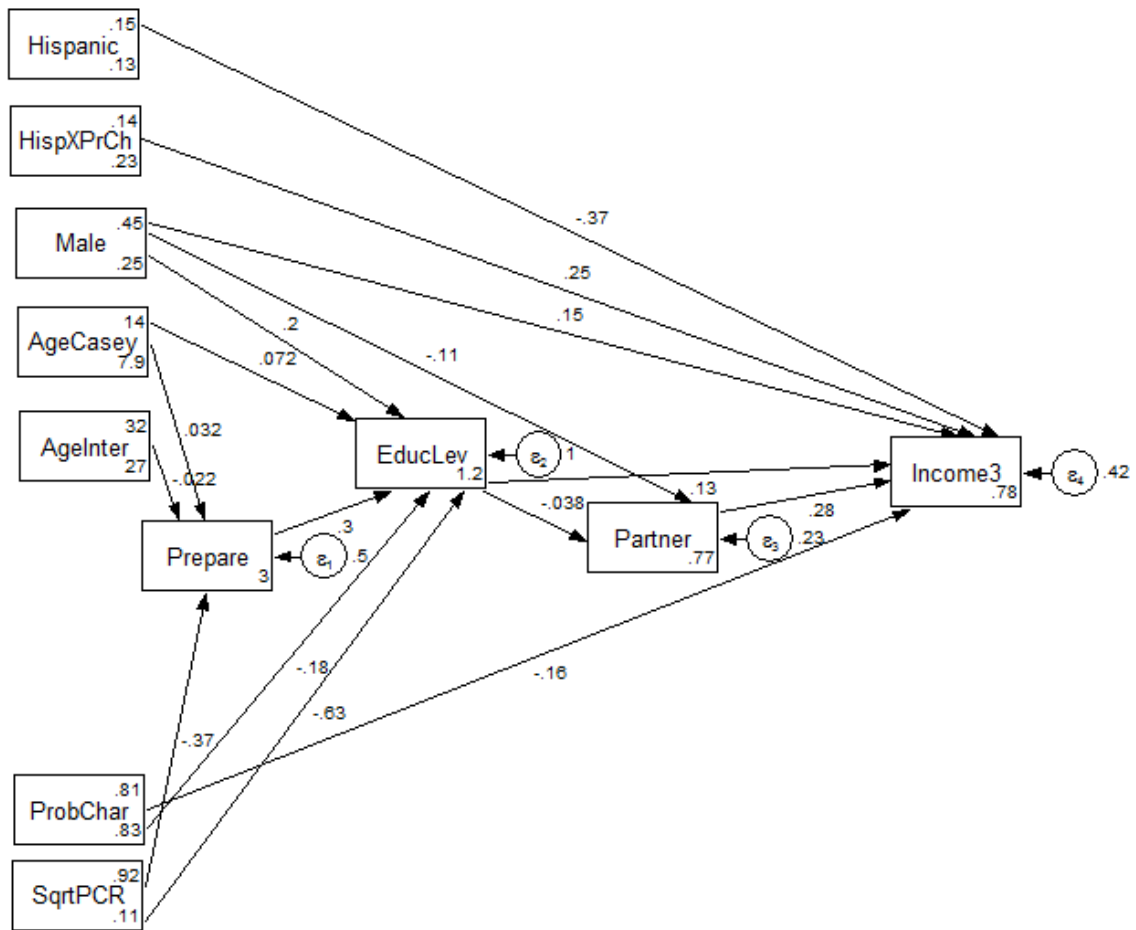 .15
Hispanic
.13
.14
HispXPrCh
.23
.45
Male
.25
14
AgeCasey
7.9
32
AgeInter
27
-.37
.25
.15
.2
-.11
.072
.032
-.022
EducLev
1.2
ε2
1
Income3
.78
ε4
.42
.13
-.038
.28
Partner
.77
ε3
.23
.3
Prepare
3
ε1
.5
-.18
-.16
-.63
-.37
.81
ProbChar
.83
.92
SqrtPCR
.11